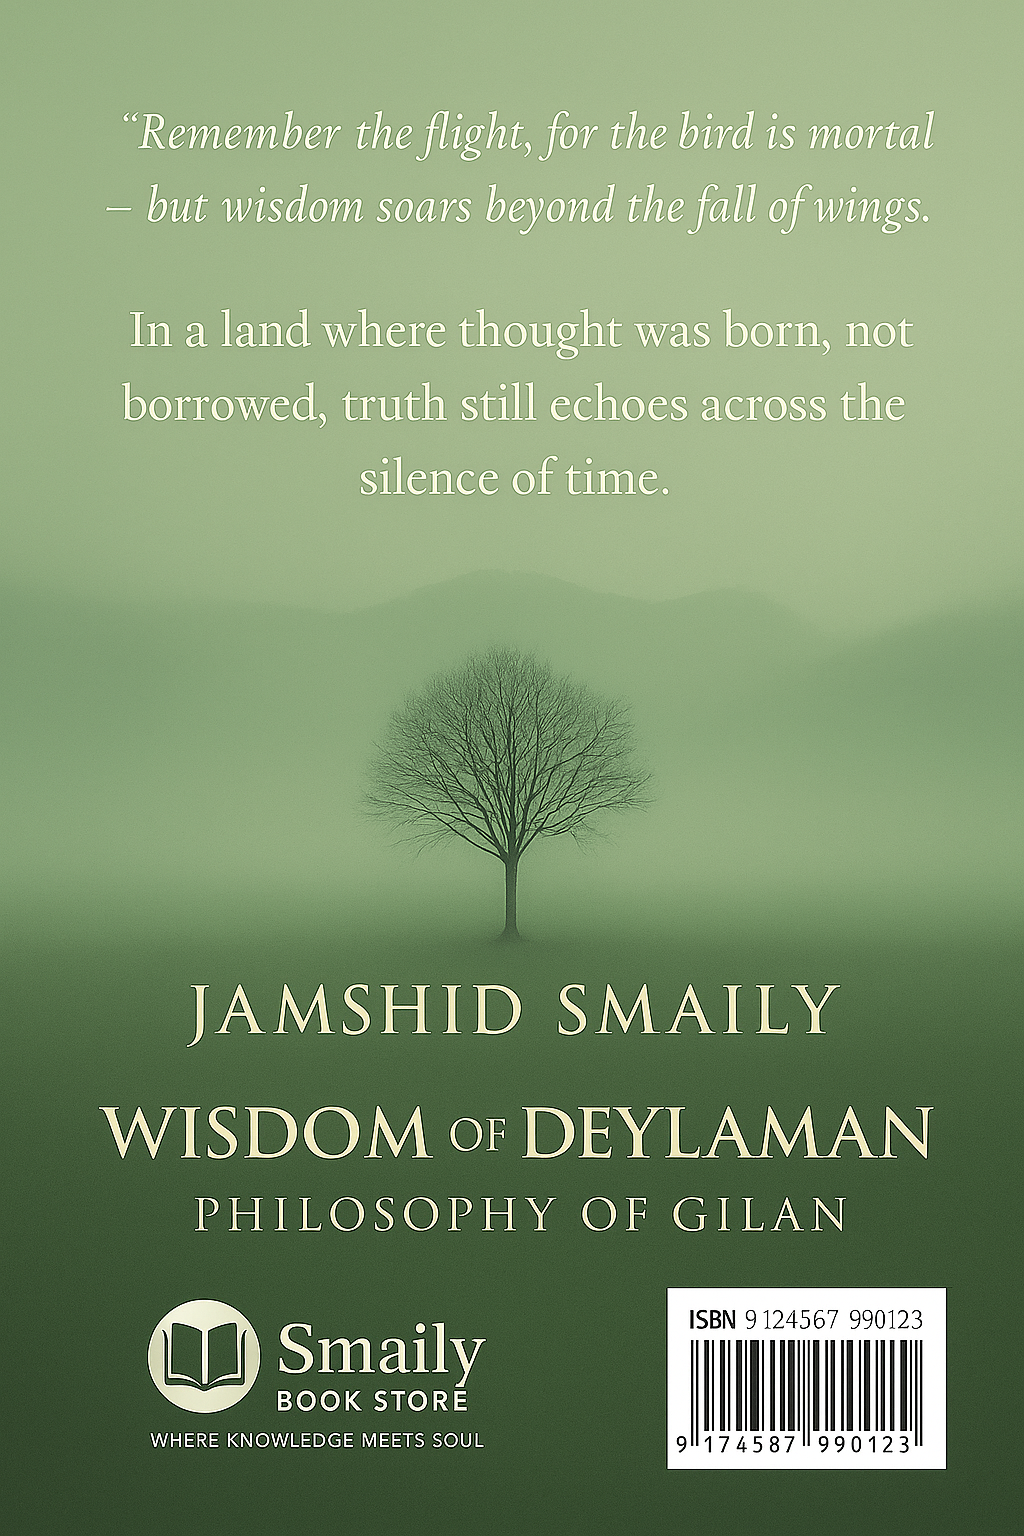 “Remember the flight, for the bird is mortal
– but wisdom soars beyond the fall of wings.
In a land where thought was born, not
borrowed, truth still echoes across the
silence of time.
JAMSHID SMAILY
WISDOM OF DEYLAMAN
PHILOSOPHY OF GILAN
Smaily
BOOK STORE
WHERE KNOWLEDGE MEETS SOUL
ISBN 9 124567 990123
9 174587 990123